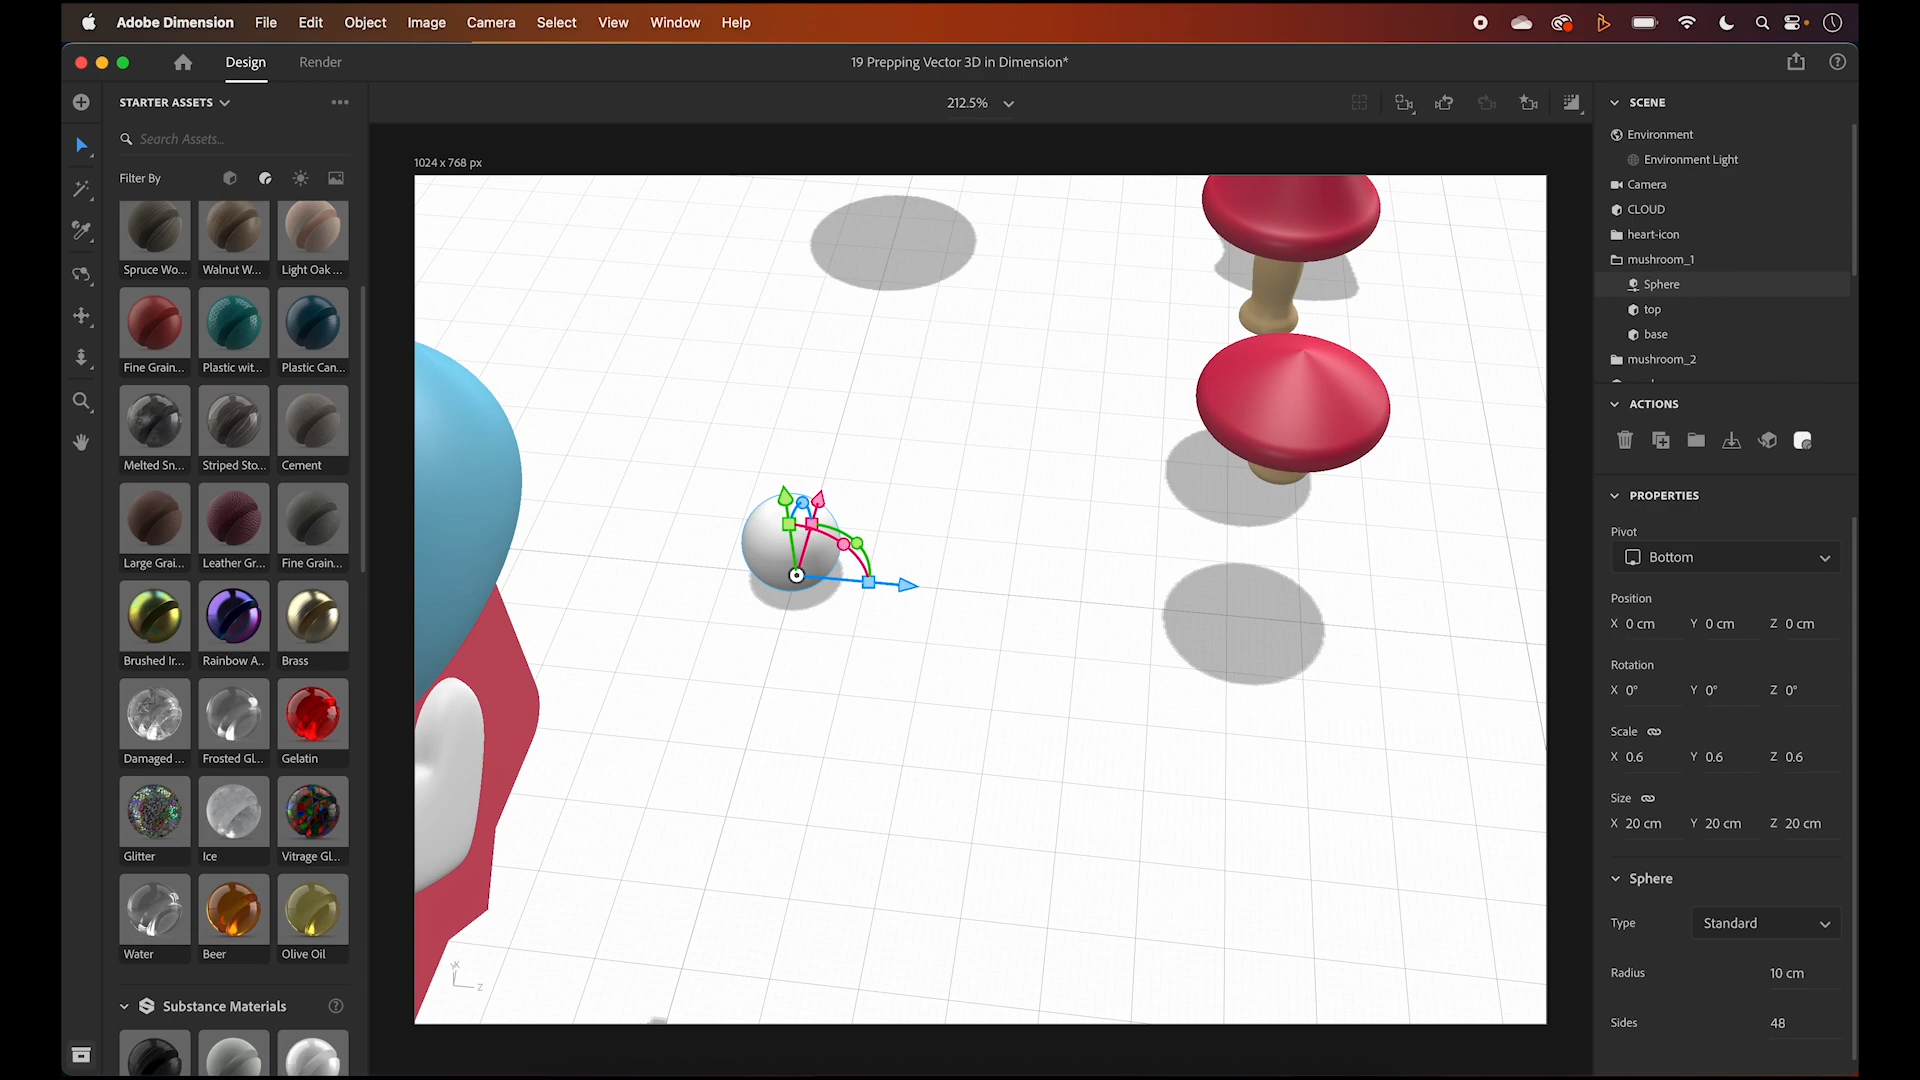 Adobe Dimension File Edit Object Image Camera Select View Window Help
Design Render 19 Prepping Vector 3D in Dimension*
STARTER ASSETS
212.5%
Search Assets...
Filter By
Spruce Wo... Walnut W... Light Oak ...
Fine Grain... Plastic wit... Plastic Can...
Melted Sn... Striped Sto... Cement
Large Grai... Leather Gr... Fine Grain...
Brushed Ir... Rainbow A... Brass
Damaged ... Frosted Gl... Gelatin
Glitter Ice Vitrage Gl...
Water Beer Olive Oil
Substance Materials
1024 x 768 px
Y
Z
SCENE
Environment
Environment Light
Camera
CLOUD
heart-icon
mushroom_1
Sphere
top
base
mushroom_2
ACTIONS
PROPERTIES
Pivot
Bottom
Position
X 0 cm Y 0 cm Z 0 cm
Rotation
X 0° Y 0° Z 0°
Scale
X 0.6 Y 0.6 Z 0.6
Size
X 20 cm Y 20 cm Z 20 cm
Sphere
Type Standard
Radius 10 cm
Sides 48